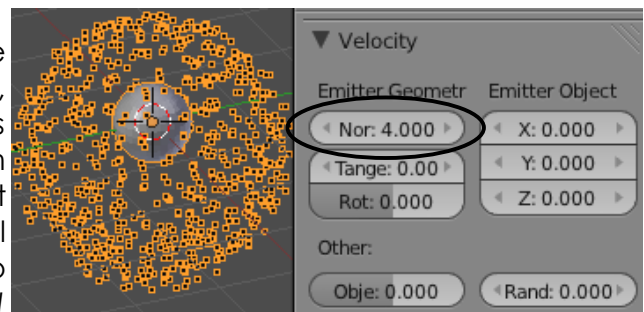 Velocity
Emitter Geometr Emitter Object
Nor: 4.000 X: 0.000
Tange: 0.00 Y: 0.000
Rot: 0.000 Z: 0.000
Other:
Obje: 0.000 Rand: 0.000